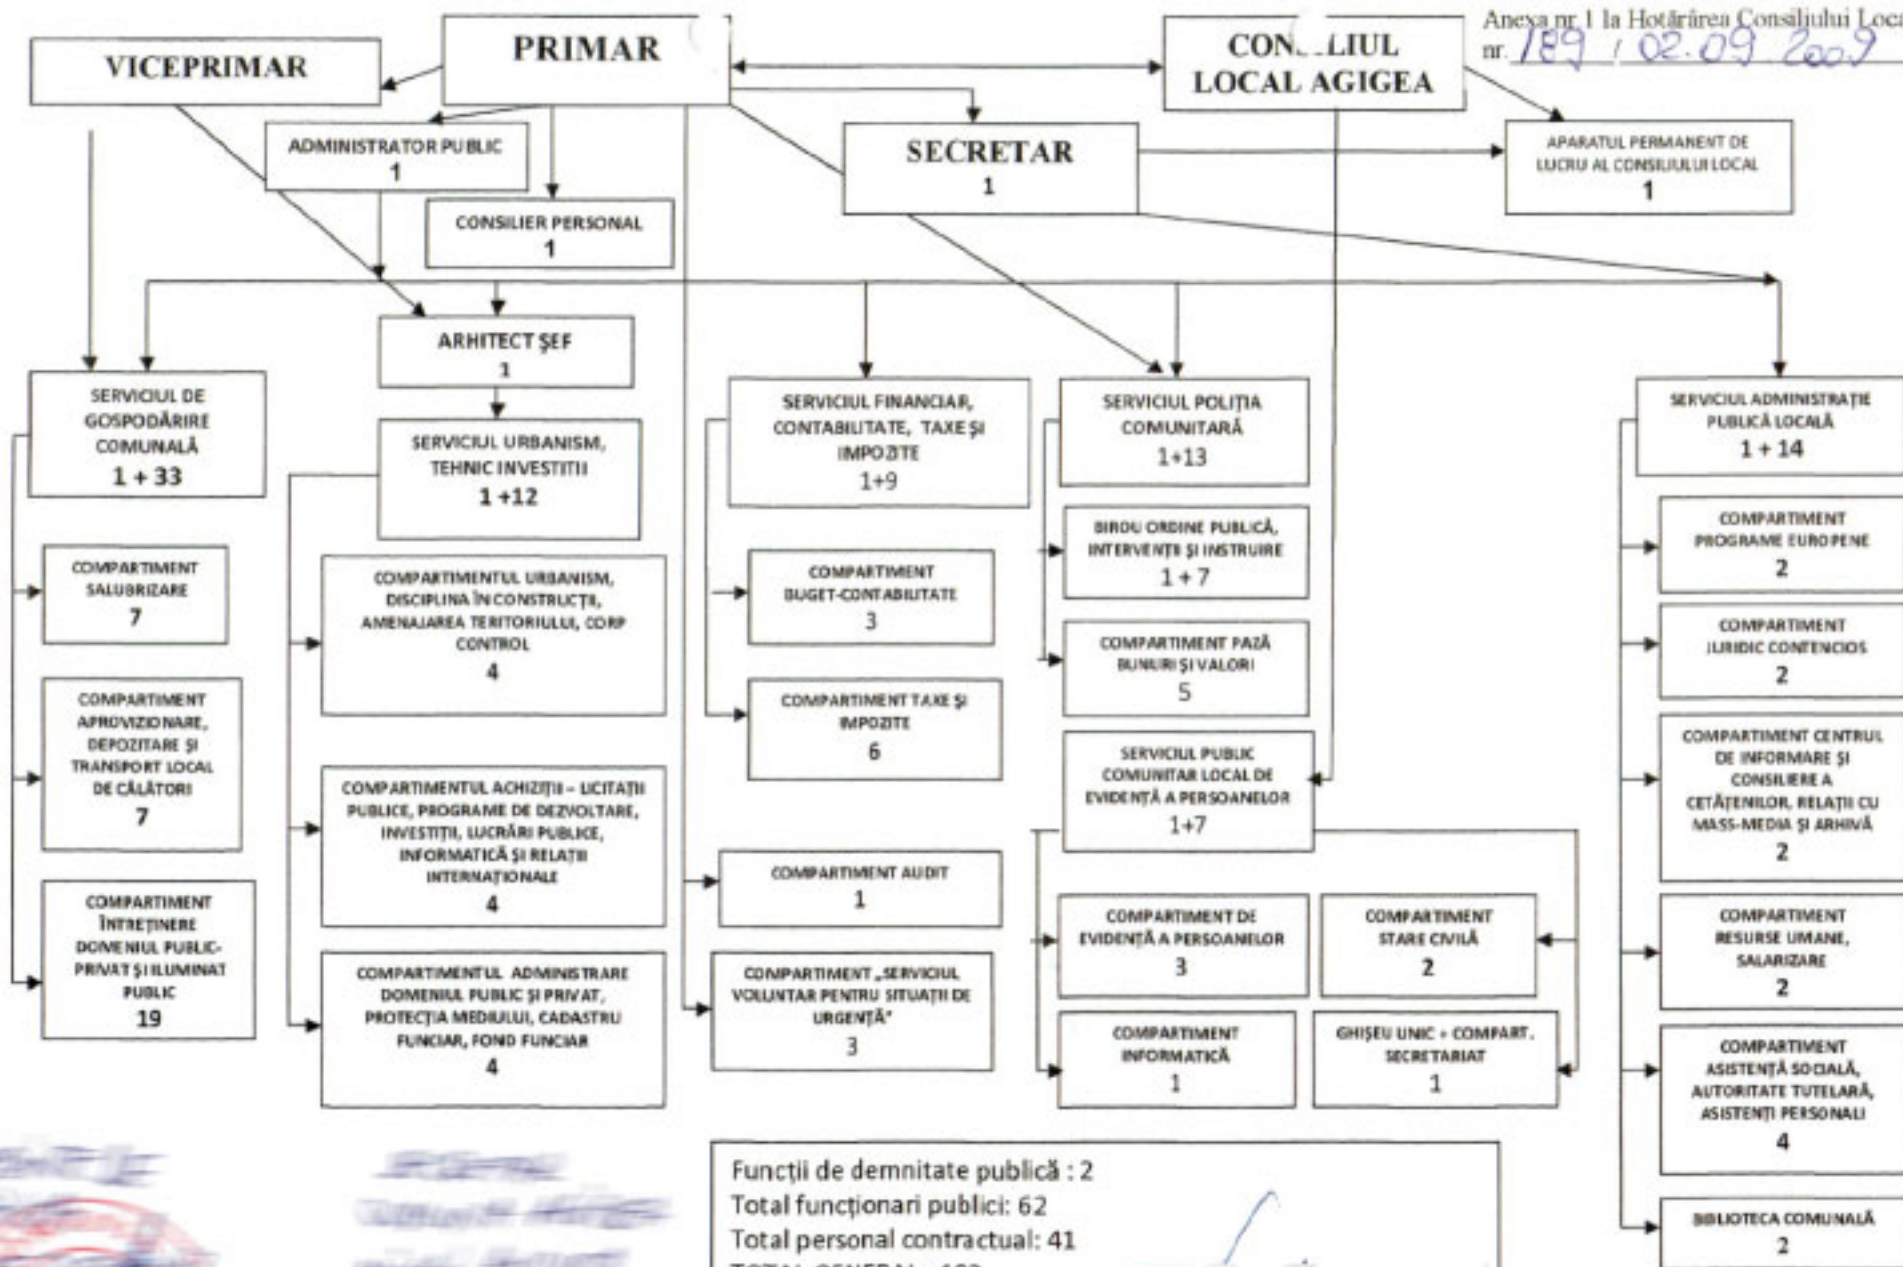 Anexa nr.1 la Hotărârea Consiliului Loca
nr. 189 / 02.09.2009
VICEPRIMAR
PRIMAR
LOCAL AGIGEA
ADMINISTRATOR PUBLIC
1
SECRETAR
1
APARATUL PERMANENT DE
LUCRU AL CONSILIULUI LOCAL
1
CONSILIER PERSONAL
1
ARHITECT ŞEF
1
SERVICIUL DE
GOSPODĂRIRE
COMUNALĂ
1 + 33
SERVICIUL URBANISM,
TEHNIC INVESTITII
1 +12
SERVICIUL FINANCIAR,
CONTABILITATE, TAXE ŞI
IMPOZITE
1+9
SERVICIUL POLIŢIA
COMUNITARĂ
1+13
SERVICIUL ADMINISTRAŢIE
PUBLICĂ LOCALĂ
1 + 14
COMPARTIMENT
SALUBRIZARE
7
COMPARTIMENT
APROVIZIONARE,
DEPOZITARE ŞI
TRANSPORT LOCAL
DE CĂLĂTORI
7
COMPARTIMENT
ÎNTREŢINERE
DOMENIUL PUBLIC-
PRIVAT ŞI ILUMINAT
PUBLIC
19
COMPARTIMENTUL URBANISM,
DISCIPLINA ÎN CONSTRUCŢII,
AMENAJAREA TERITORIULUI, CORP
CONTROL
4
COMPARTIMENTUL ACHIZIŢII – LICITAŢII
PUBLICE, PROGRAME DE DEZVOLTARE,
INVESTIŢII, LUCRĂRI PUBLICE,
INFORMATICĂ ŞI RELAŢII
INTERNAŢIONALE
4
COMPARTIMENTUL ADMINISTRARE
DOMENIUL PUBLIC ŞI PRIVAT,
PROTECŢIA MEDIULUI, CADASTRU
FUNCIAR, FOND FUNCIAR
4
COMPARTIMENT
BUGET-CONTABILITATE
3
COMPARTIMENT TAXE ŞI
IMPOZITE
6
COMPARTIMENT AUDIT
1
COMPARTIMENT „SERVICIUL
VOLUNTAR PENTRU SITUAŢII DE
URGENŢĂ"
3
BIROU ORDINE PUBLICĂ,
INTERVENŢII ŞI INSTRUIRE
1 + 7
COMPARTIMENT PAZĂ
BUNURI ŞI VALORI
5
SERVICIUL PUBLIC
COMUNITAR LOCAL DE
EVIDENŢĂ A PERSOANELOR
1+7
COMPARTIMENT DE
EVIDENŢĂ A PERSOANELOR
3
COMPARTIMENT
STARE CIVILĂ
2
COMPARTIMENT
INFORMATICĂ
1
GHIŞEU UNIC + COMPART.
SECRETARIAT
1
COMPARTIMENT
PROGRAME EUROPENE
2
COMPARTIMENT
JURIDIC CONTENCIOS
2
COMPARTIMENT CENTRUL
DE INFORMARE ŞI
CONSILIERE A
CETĂŢENILOR, RELAŢII CU
MASS-MEDIA ŞI ARHIVĂ
2
COMPARTIMENT
RESURSE UMANE,
SALARIZARE
2
COMPARTIMENT
ASISTENŢĂ SOCIALĂ,
AUTORITATE TUTELARĂ,
ASISTENŢI PERSONALI
4
BIBLIOTECA COMUNALĂ
2
Funcţii de demnitate publică : 2
Total funcţionari publici: 62
Total personal contractual: 41
TOTAL GENERAL